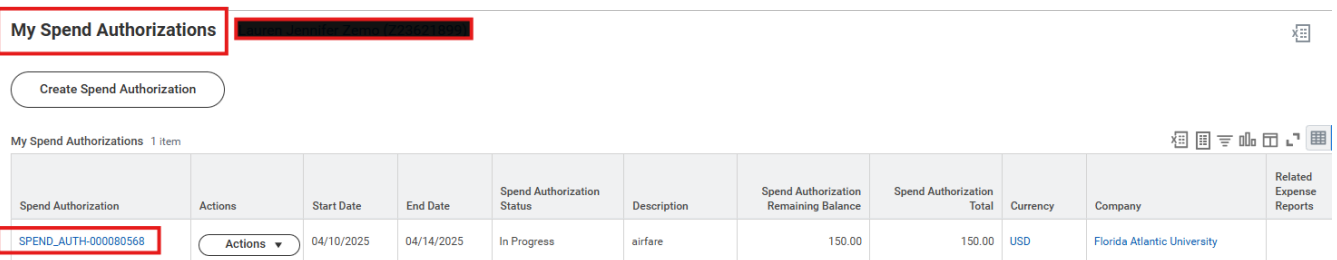 My Spend Authorizations
Create Spend Authorization
My Spend Authorizations 1 item
Spend Authorization Actions Start Date End Date Spend Authorization Status Description Spend Authorization Remaining Balance Spend Authorization Total Currency Company Related Expense Reports
SPEND_AUTH-000080568 Actions 04/10/2025 04/14/2025 In Progress airfare 150.00 150.00 USD Florida Atlantic University